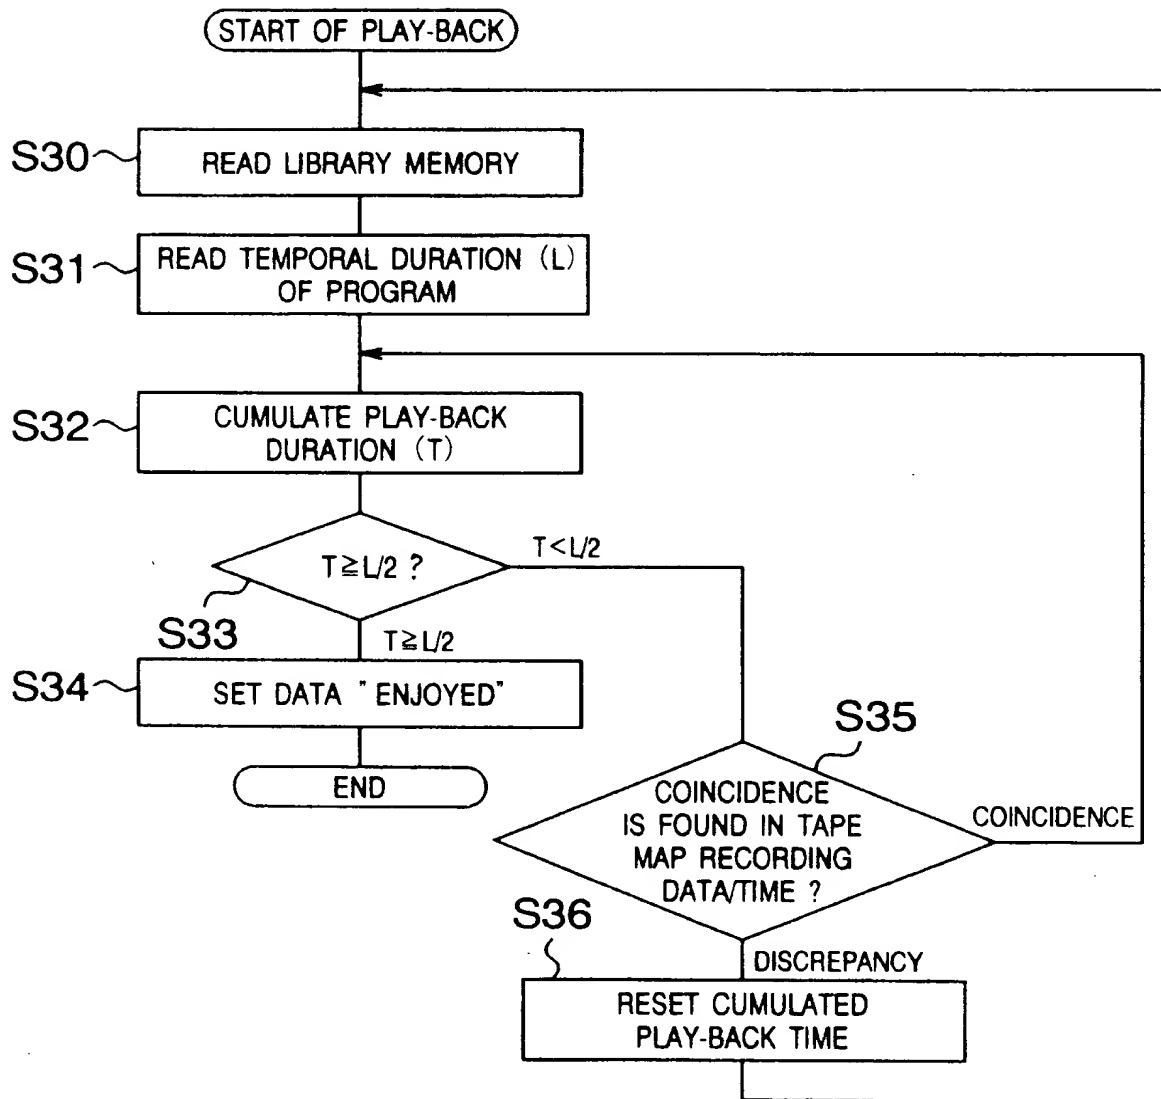 START OF PLAY-BACK
S30
READ LIBRARY MEMORY
S31
READ TEMPORAL DURATION (L)
OF PROGRAM
S32
CUMULATE PLAY-BACK
DURATION (T)
T≧L/2 ?
T<L/2
S33
T≧L/2
S34
SET DATA " ENJOYED"
END
S35
COINCIDENCE
IS FOUND IN TAPE
MAP RECORDING
DATA/TIME ?
COINCIDENCE
S36
DISCREPANCY
RESET CUMULATED
PLAY-BACK TIME